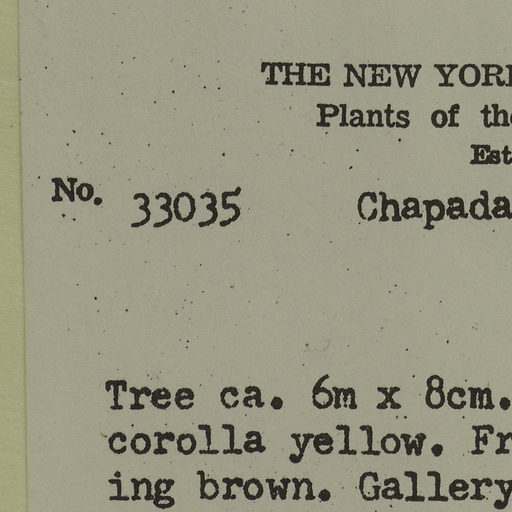 THE NEW YOR
Plants of the
Est
No. 33035 Chapada
Tree ca. 6m x 8cm.
corolla yellow. Fr
ing brown. Gallery